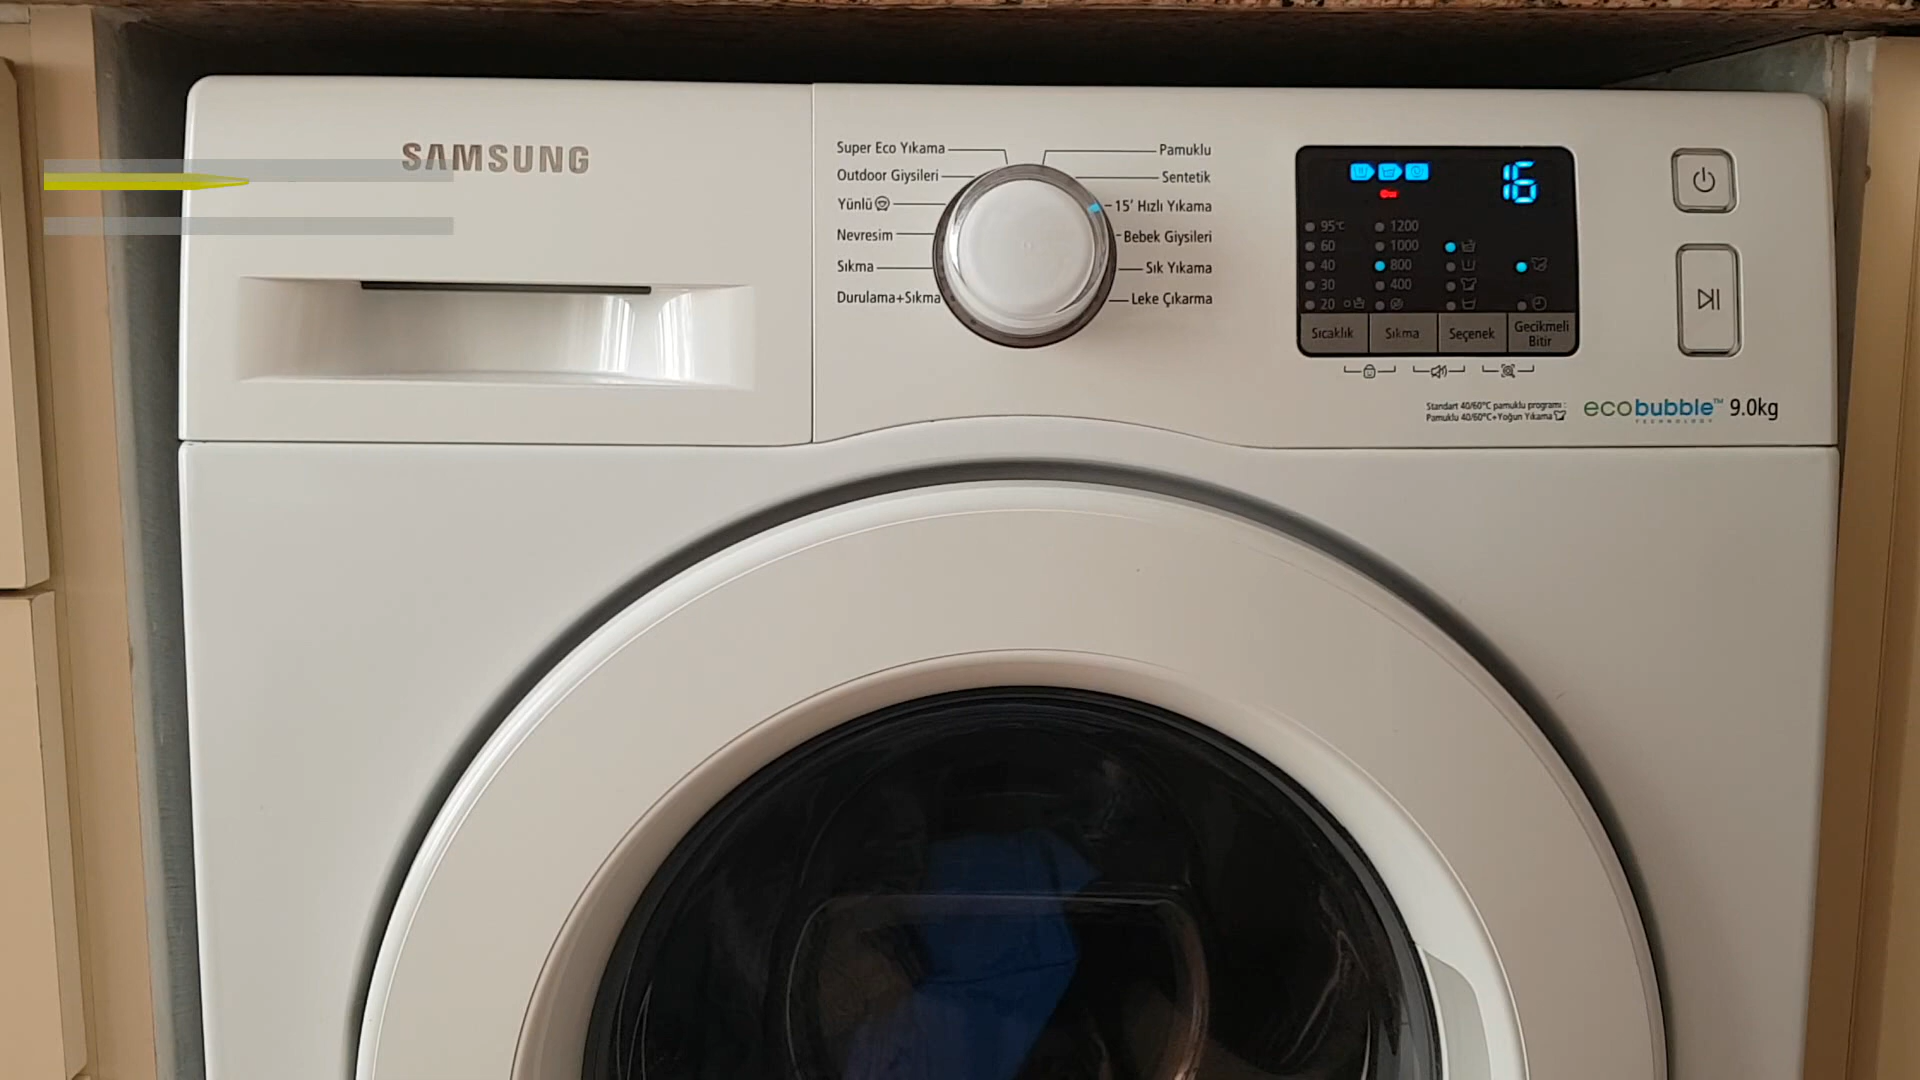 SAMSUNG
Super Eco Yıkama
Outdoor Giysileri
Yünlü
Nevresim
Sıkma
Durulama+Sıkma
Pamuklu
Sentetik
15' Hızlı Yıkama
Bebek Giysileri
Sık Yıkama
Leke Çıkarma
16
95℃ 1200
60 1000
40 800
30 400
20
Sıcaklık Sıkma Seçenek Gecikmeli Bitir
Standart 40/60°C pamuklu programı :
Pamuklu 40/60°C+Yoğun Yıkama
ecobubble™ 9.0kg
TECHNOLOGY